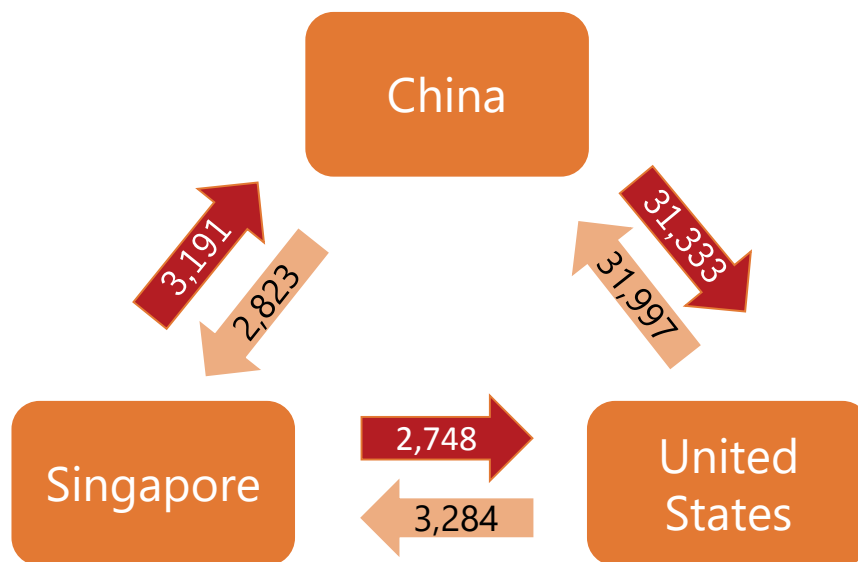 China
3,191
2,823
31,333
31,997
Singapore
2,748
3,284
United
States